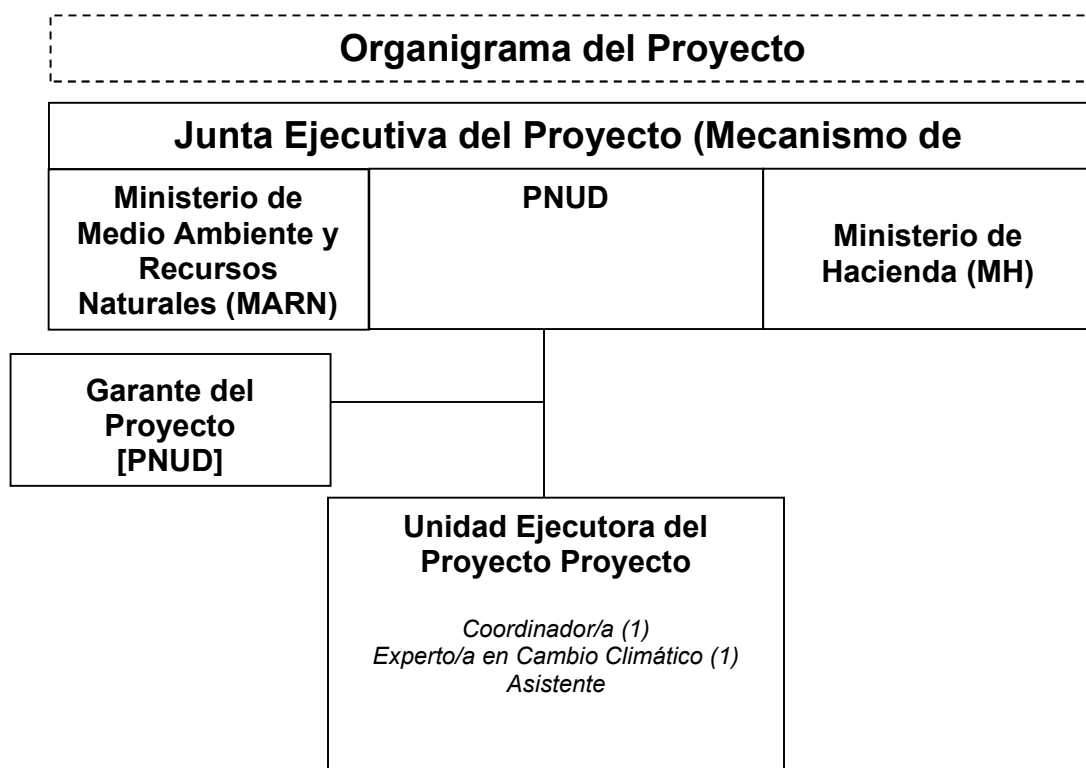 Organigrama del Proyecto
Junta Ejecutiva del Proyecto (Mecanismo de
Ministerio de
Medio Ambiente y
Recursos
Naturales (MARN)
PNUD
Ministerio de
Hacienda (MH)
Garante del
Proyecto
[PNUD]
Unidad Ejecutora del
Proyecto Proyecto
Coordinador/a (1)
Experto/a en Cambio Climático (1)
Asistente